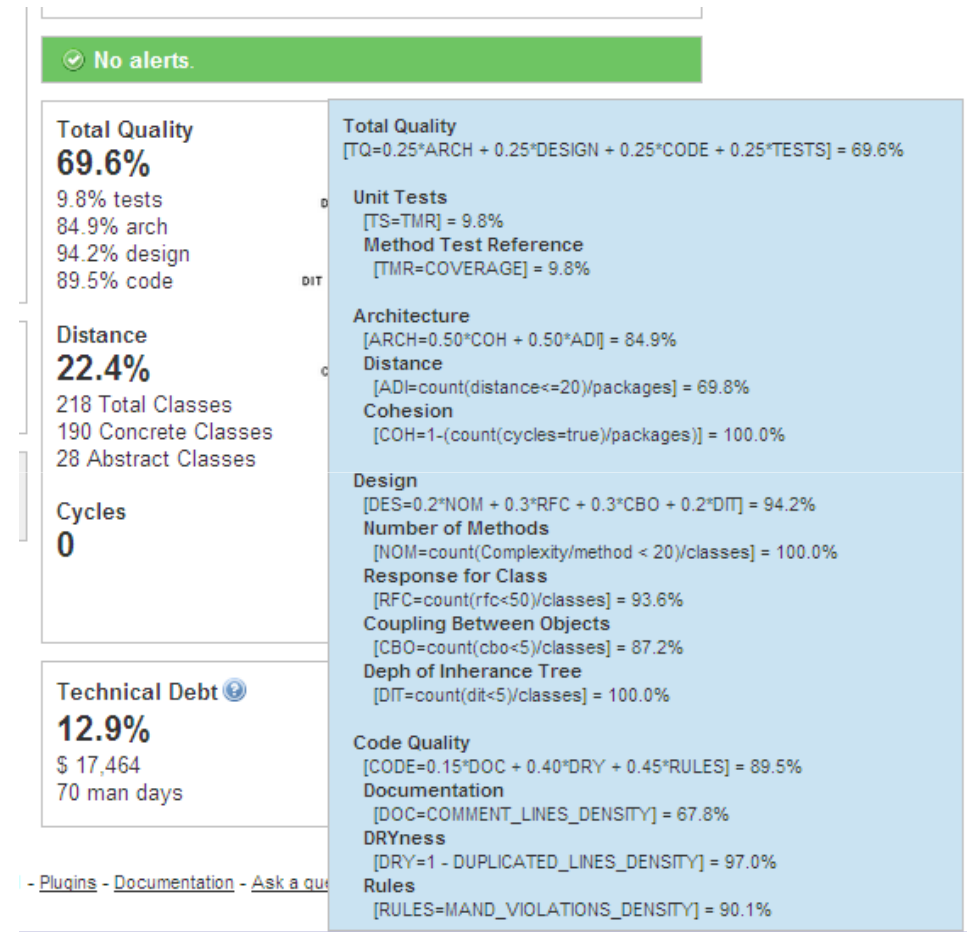 No alerts.
Total Quality
69.6%
9.8% tests
84.9% arch
94.2% design
89.5% code
D
DIT
Distance
22.4%
C
218 Total Classes
190 Concrete Classes
28 Abstract Classes
Cycles
0
Technical Debt
12.9%
$ 17,464
70 man days
- Plugins - Documentation - Ask a que
Total Quality
[TQ=0.25*ARCH + 0.25*DESIGN + 0.25*CODE + 0.25*TESTS] = 69.6%
Unit Tests
[TS=TMR] = 9.8%
Method Test Reference
[TMR=COVERAGE] = 9.8%
Architecture
[ARCH=0.50*COH + 0.50*ADI] = 84.9%
Distance
[ADI=count(distance<=20)/packages] = 69.8%
Cohesion
[COH=1-(count(cycles=true)/packages)] = 100.0%
Design
[DES=0.2*NOM + 0.3*RFC + 0.3*CBO + 0.2*DIT] = 94.2%
Number of Methods
[NOM=count(Complexity/method < 20)/classes] = 100.0%
Response for Class
[RFC=count(rfc<50)/classes] = 93.6%
Coupling Between Objects
[CBO=count(cbo<5)/classes] = 87.2%
Deph of Inherance Tree
[DIT=count(dit<5)/classes] = 100.0%
Code Quality
[CODE=0.15*DOC + 0.40*DRY + 0.45*RULES] = 89.5%
Documentation
[DOC=COMMENT_LINES_DENSITY] = 67.8%
DRYness
[DRY=1 - DUPLICATED_LINES_DENSITY] = 97.0%
Rules
[RULES=MAND_VIOLATIONS_DENSITY] = 90.1%